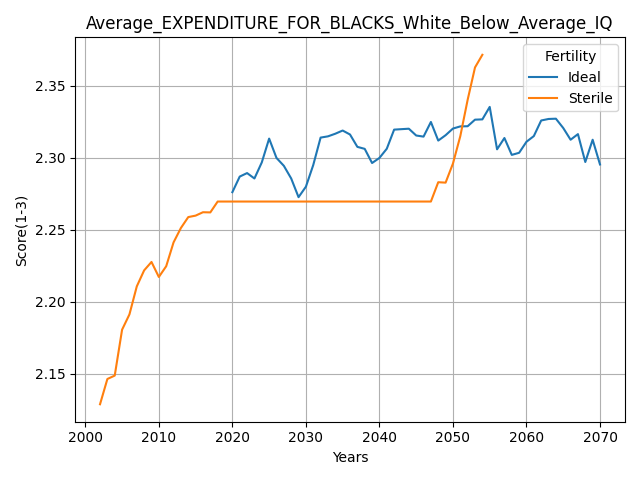 Average_EXPENDITURE_FOR_BLACKS_White_Below_Average_IQ
Fertility
Ideal
Sterile
2.35
2.30
2.25
2.20
2.15
Score(1-3)
2000
2010
2020
2030
2040
2050
2060
2070
Years